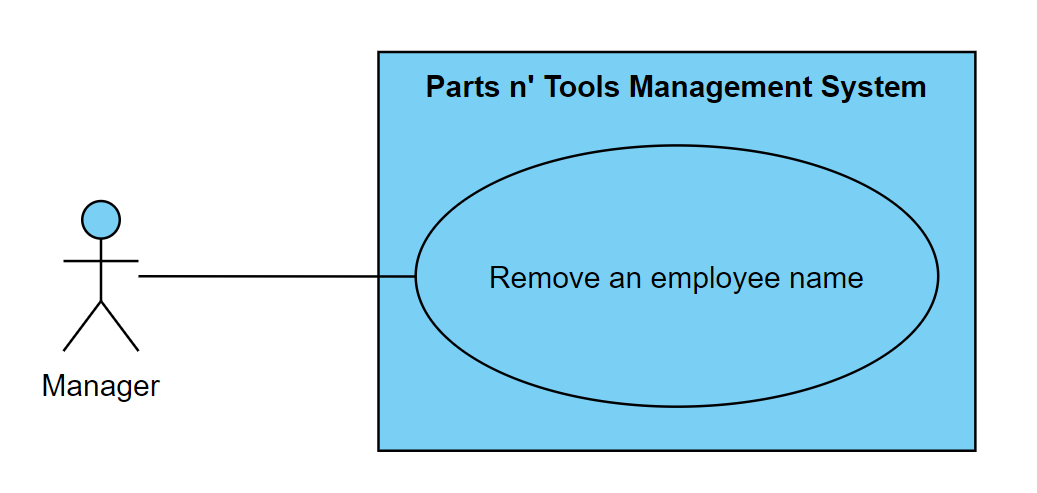 Parts n' Tools Management System
Remove an employee name
Manager